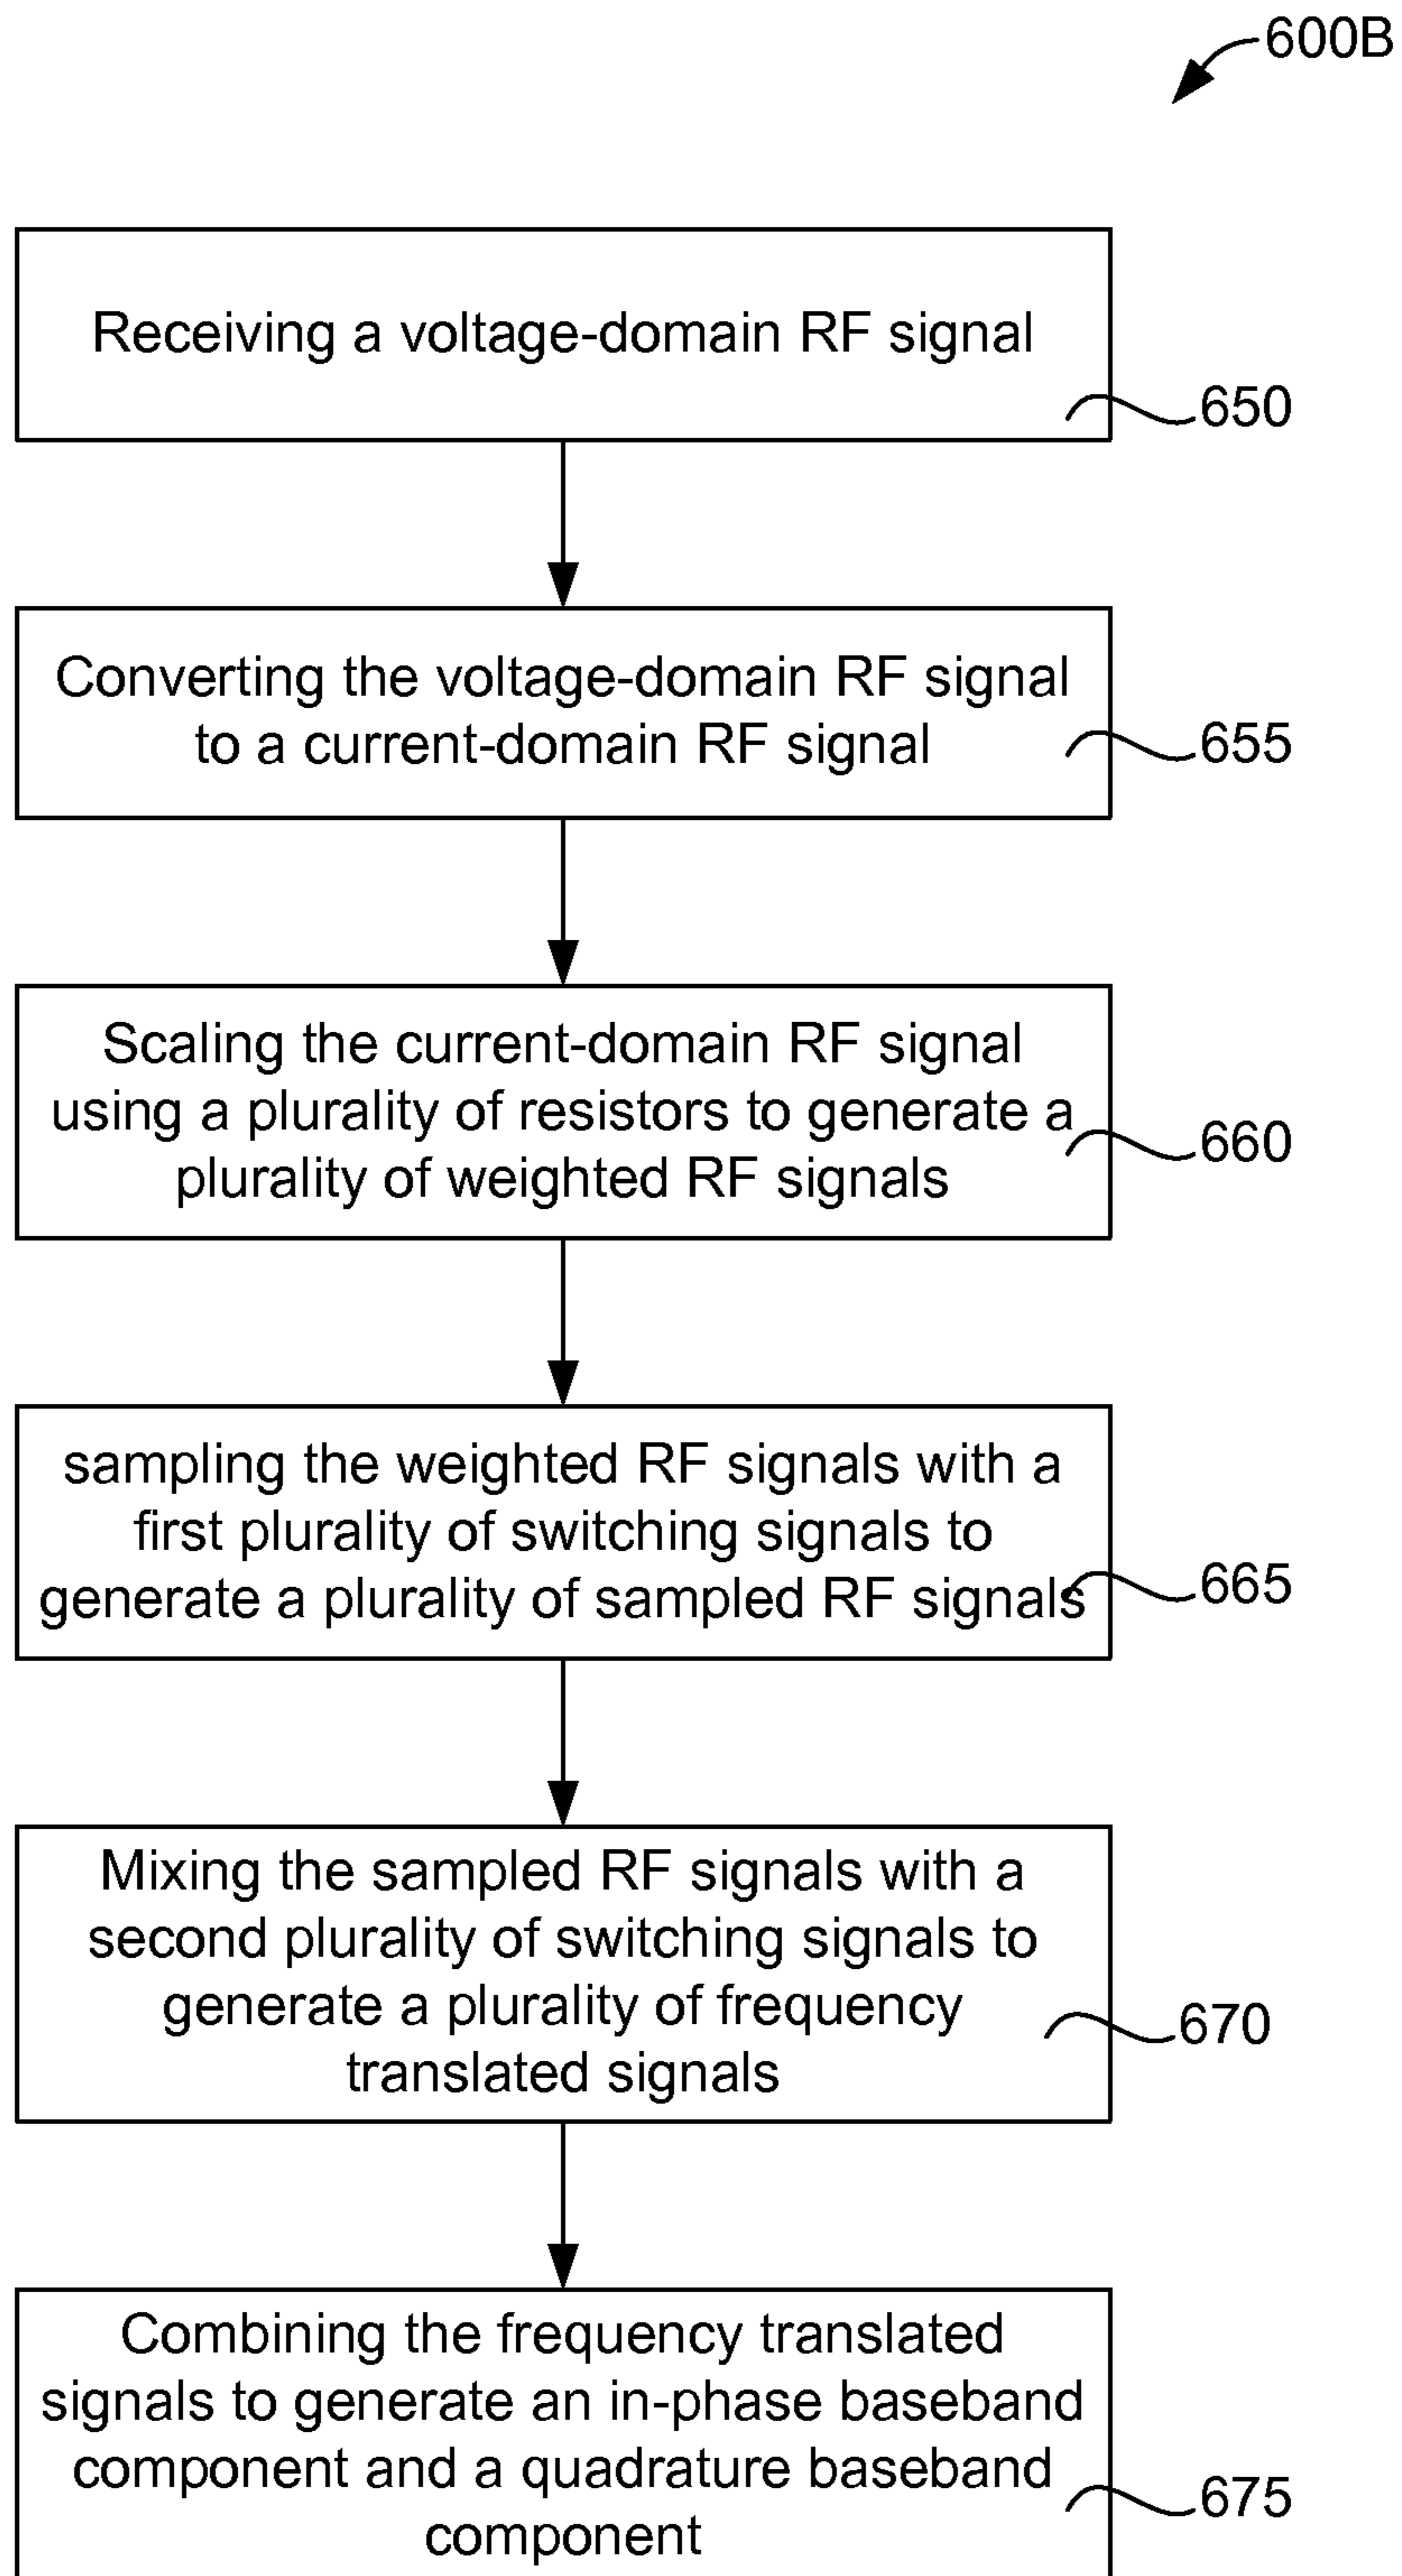 600B
Receiving a voltage-domain RF signal
650
Converting the voltage-domain RF signal
to a current-domain RF signal
655
Scaling the current-domain RF signal
using a plurality of resistors to generate a
plurality of weighted RF signals
660
sampling the weighted RF signals with a
first plurality of switching signals to
generate a plurality of sampled RF signals
665
Mixing the sampled RF signals with a
second plurality of switching signals to
generate a plurality of frequency
translated signals
670
Combining the frequency translated
signals to generate an in-phase baseband
component and a quadrature baseband
component
675